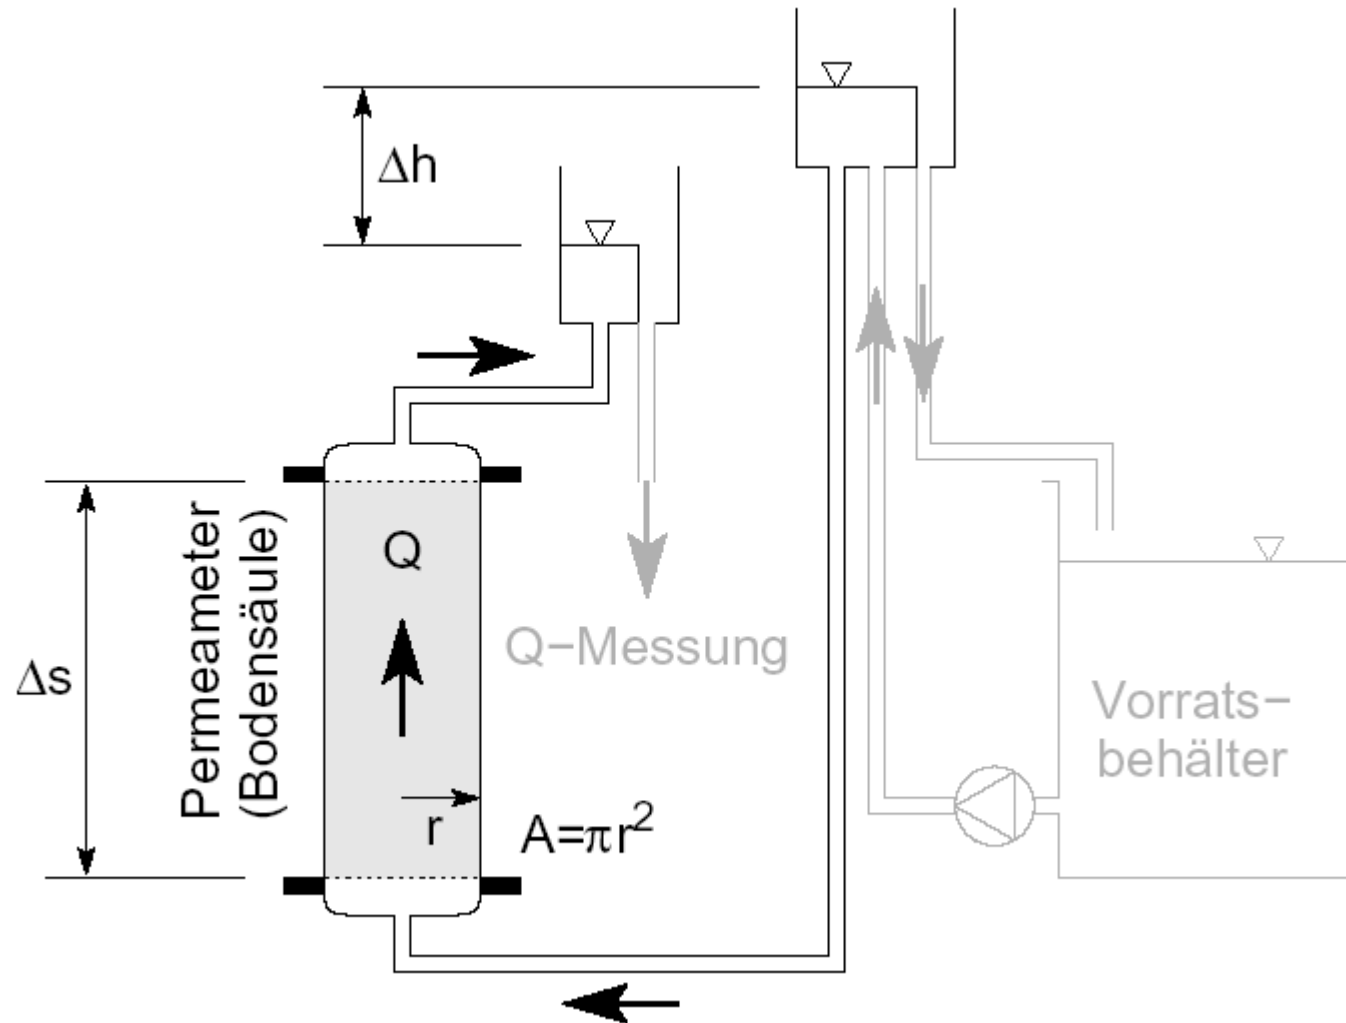 Δh
Permeameter
(Bodensäule)
Q
Δs
Q−Messung
Vorrats−
behälter
r
A=πr²